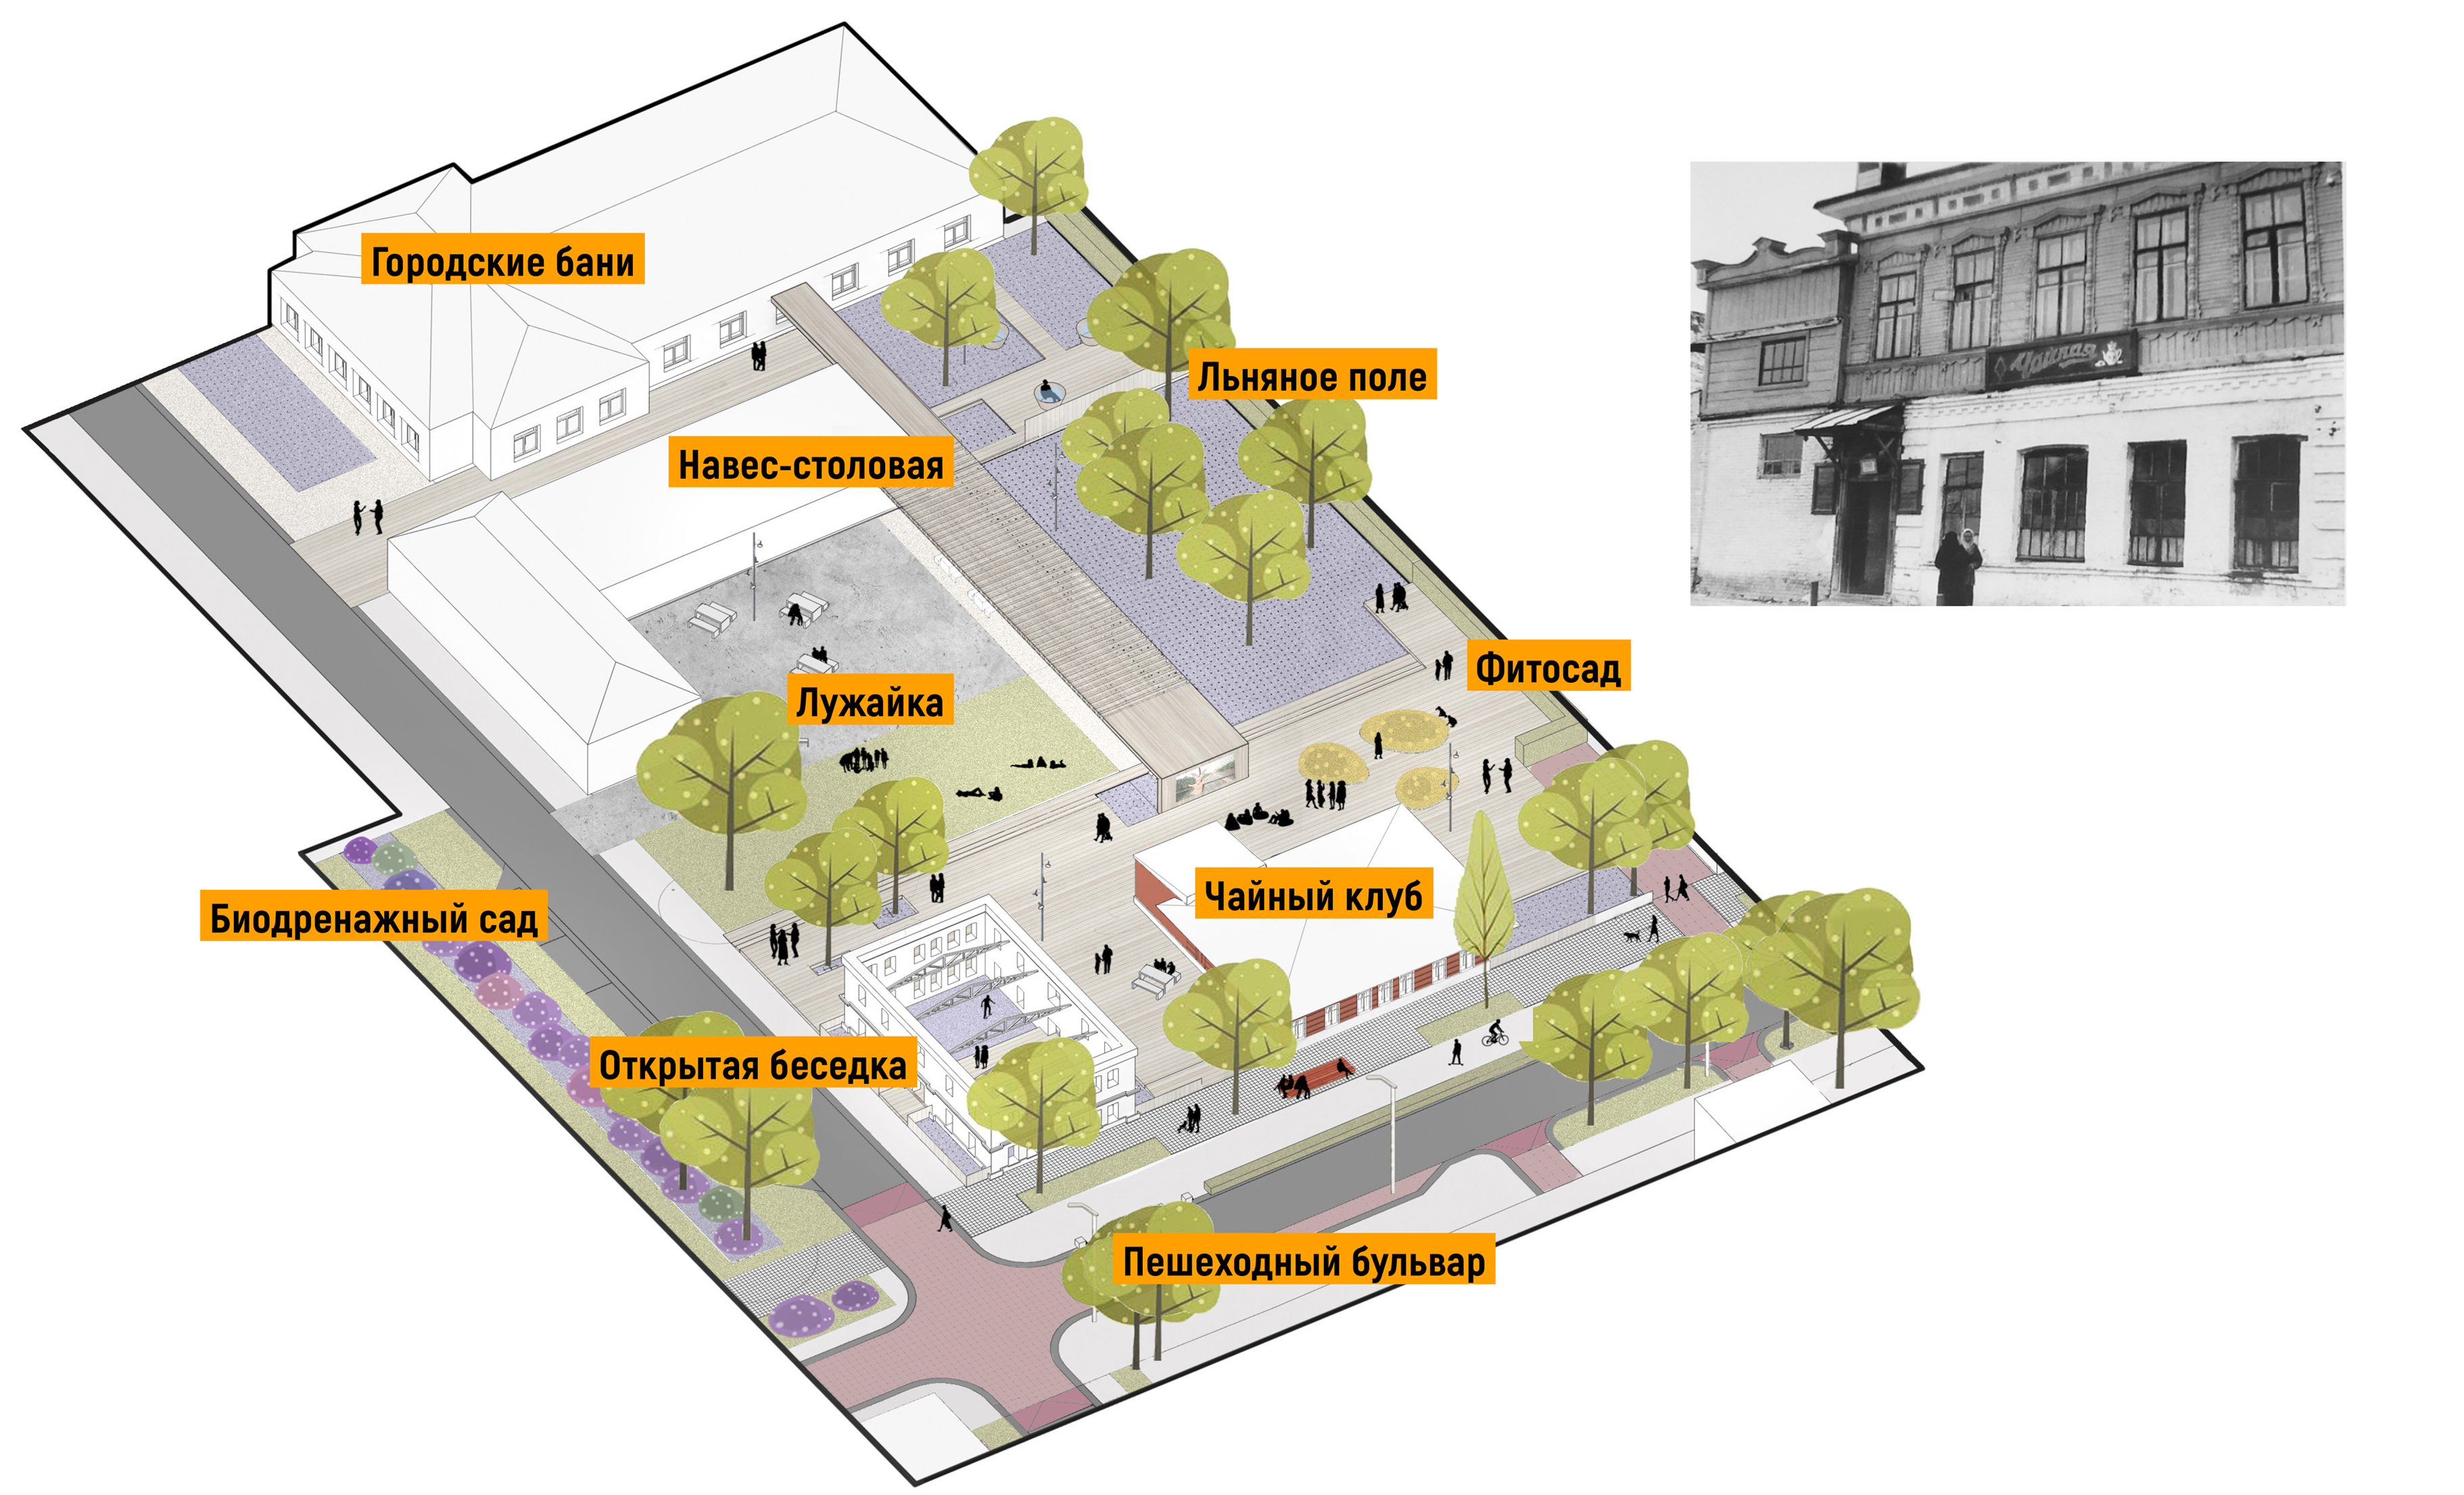 Городские бани
Чайная
Льняное поле
Навес-столовая
Фитосад
Лужайка
Чайный клуб
Биодренажный сад
Открытая беседка
Пешеходный бульвар